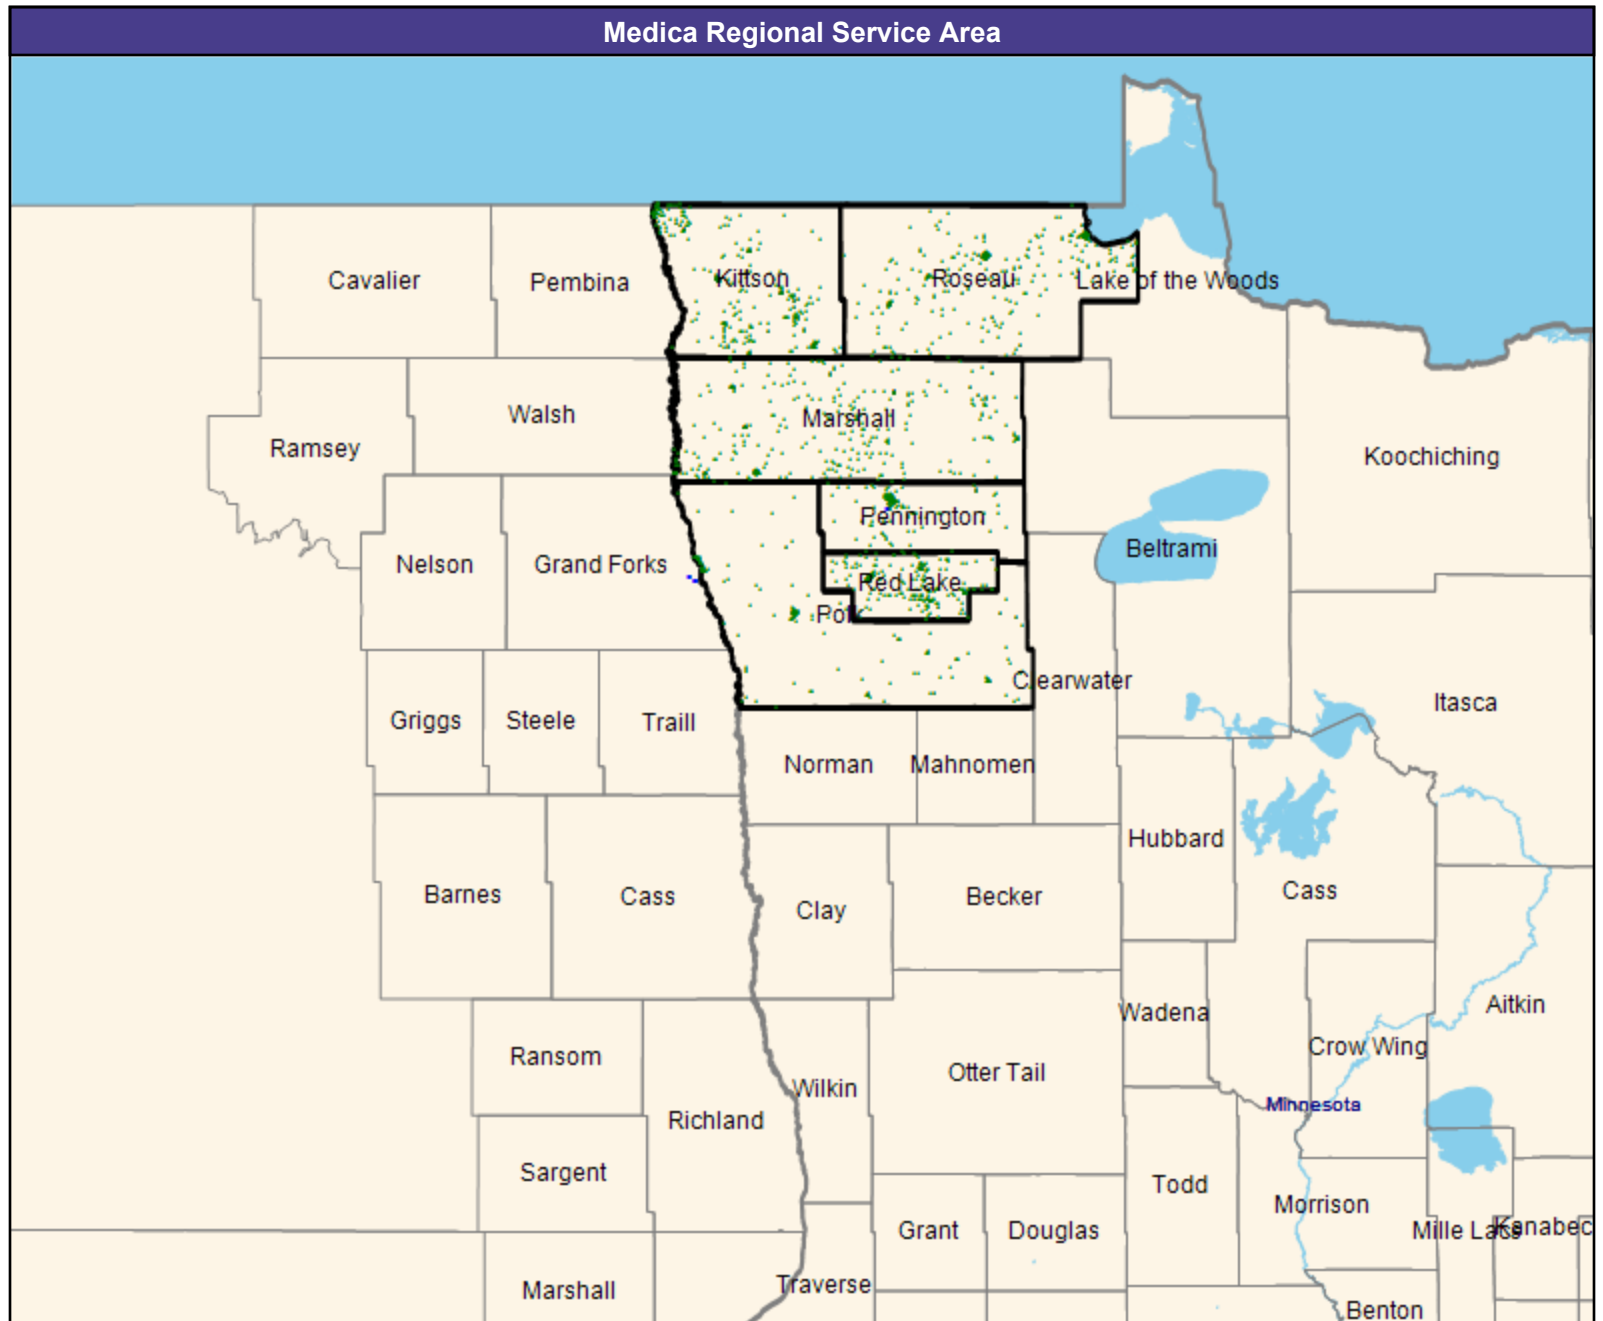 Medica Regional Service Area
Cavalier
Pembina
Kittson
Roseau
Lake of the Woods
Walsh
Marshall
Ramsey
Koochiching
Pennington
Beltrami
Nelson
Grand Forks
Red Lake
Polk
Clearwater
Itasca
Griggs
Steele
Traill
Norman
Mahnomen
Hubbard
Barnes
Cass
Clay
Becker
Cass
Wadena
Aitkin
Crow Wing
Ransom
Otter Tail
Wilkin
Minnesota
Richland
Sargent
Todd
Morrison
Grant
Douglas
Mille Lacs
Kanabec
Marshall
Traverse
Benton